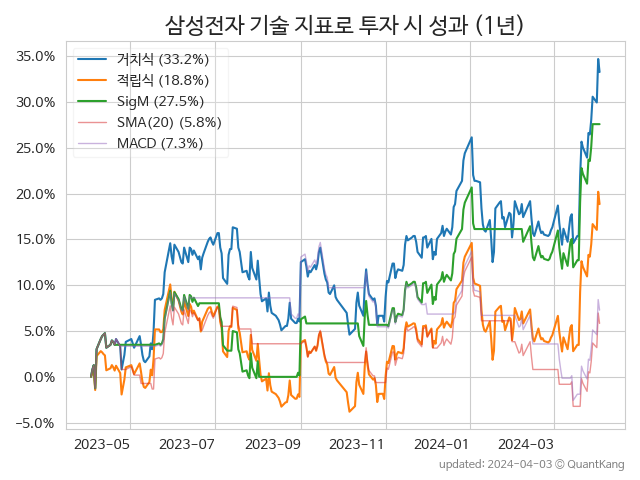 삼성전자 기술 지표로 투자 시 성과 (1년)
35.0%
30.0%
25.0%
20.0%
15.0%
10.0%
5.0%
0.0%
−5.0%
거치식 (33.2%)
적립식 (18.8%)
SigM (27.5%)
SMA(20) (5.8%)
MACD (7.3%)
2023-05 2023-07 2023-09 2023-11 2024-01 2024-03
updated: 2024-04-03 © QuantKang